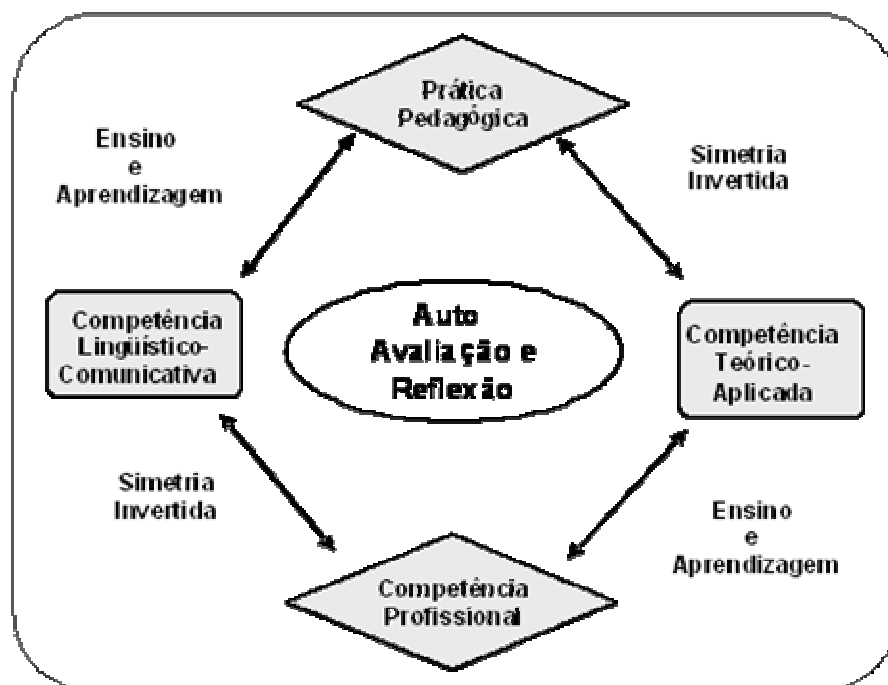 Prática
Pedagógica
Ensino
e
Aprendizagem
Simetria
Invertida
Competência
Lingüístico-
Comunicativa
Auto
Avaliação e
Reflexão
Competência
Teórico-
Aplicada
Simetria
Invertida
Ensino
e
Aprendizagem
Competência
Profissional